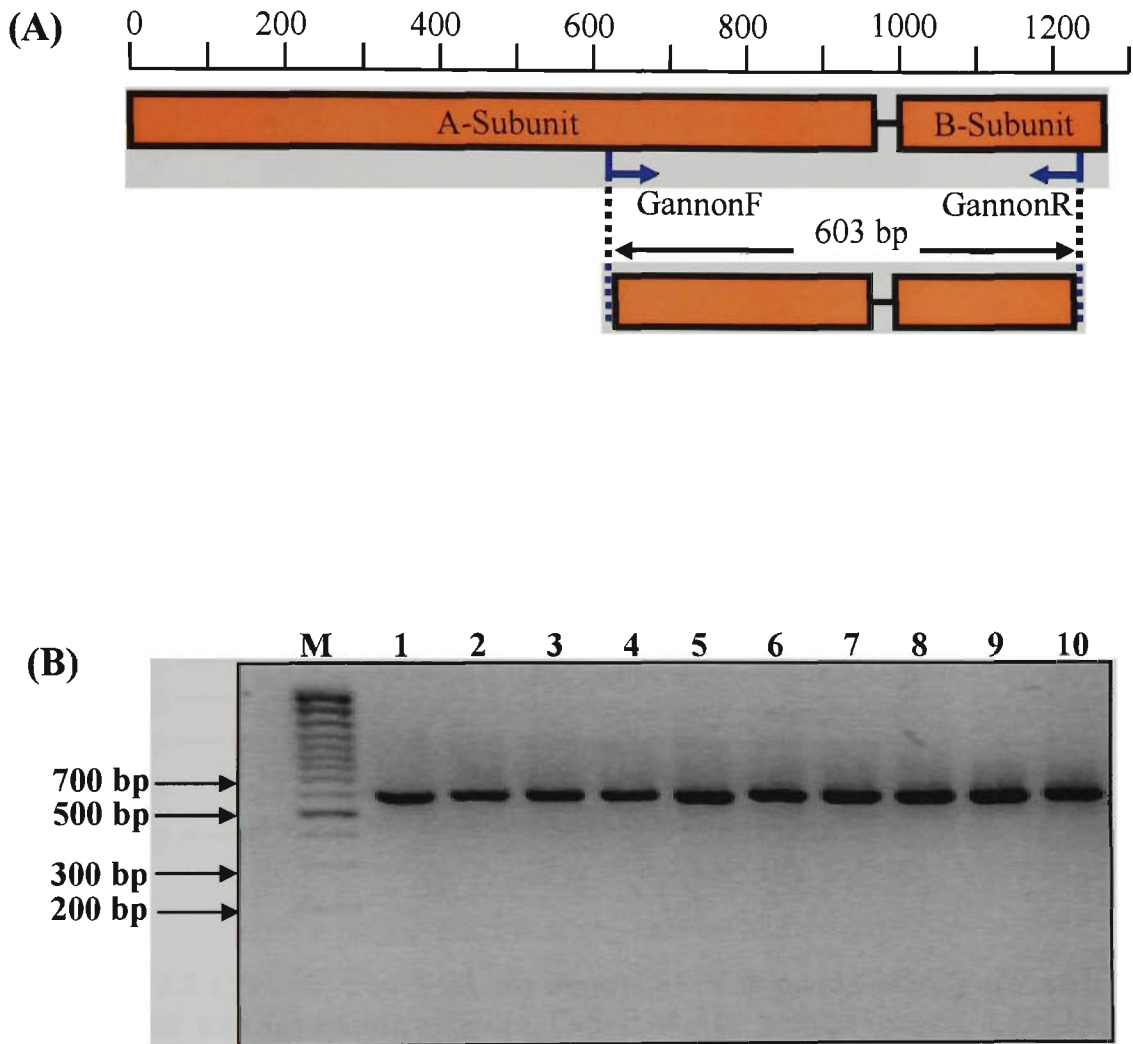 (A)
0 200 400 600 800 1000 1200
A-Subunit B-Subunit
GannonF GannonR
603 bp
(B)
M 1 2 3 4 5 6 7 8 9 10
700 bp
500 bp
300 bp
200 bp